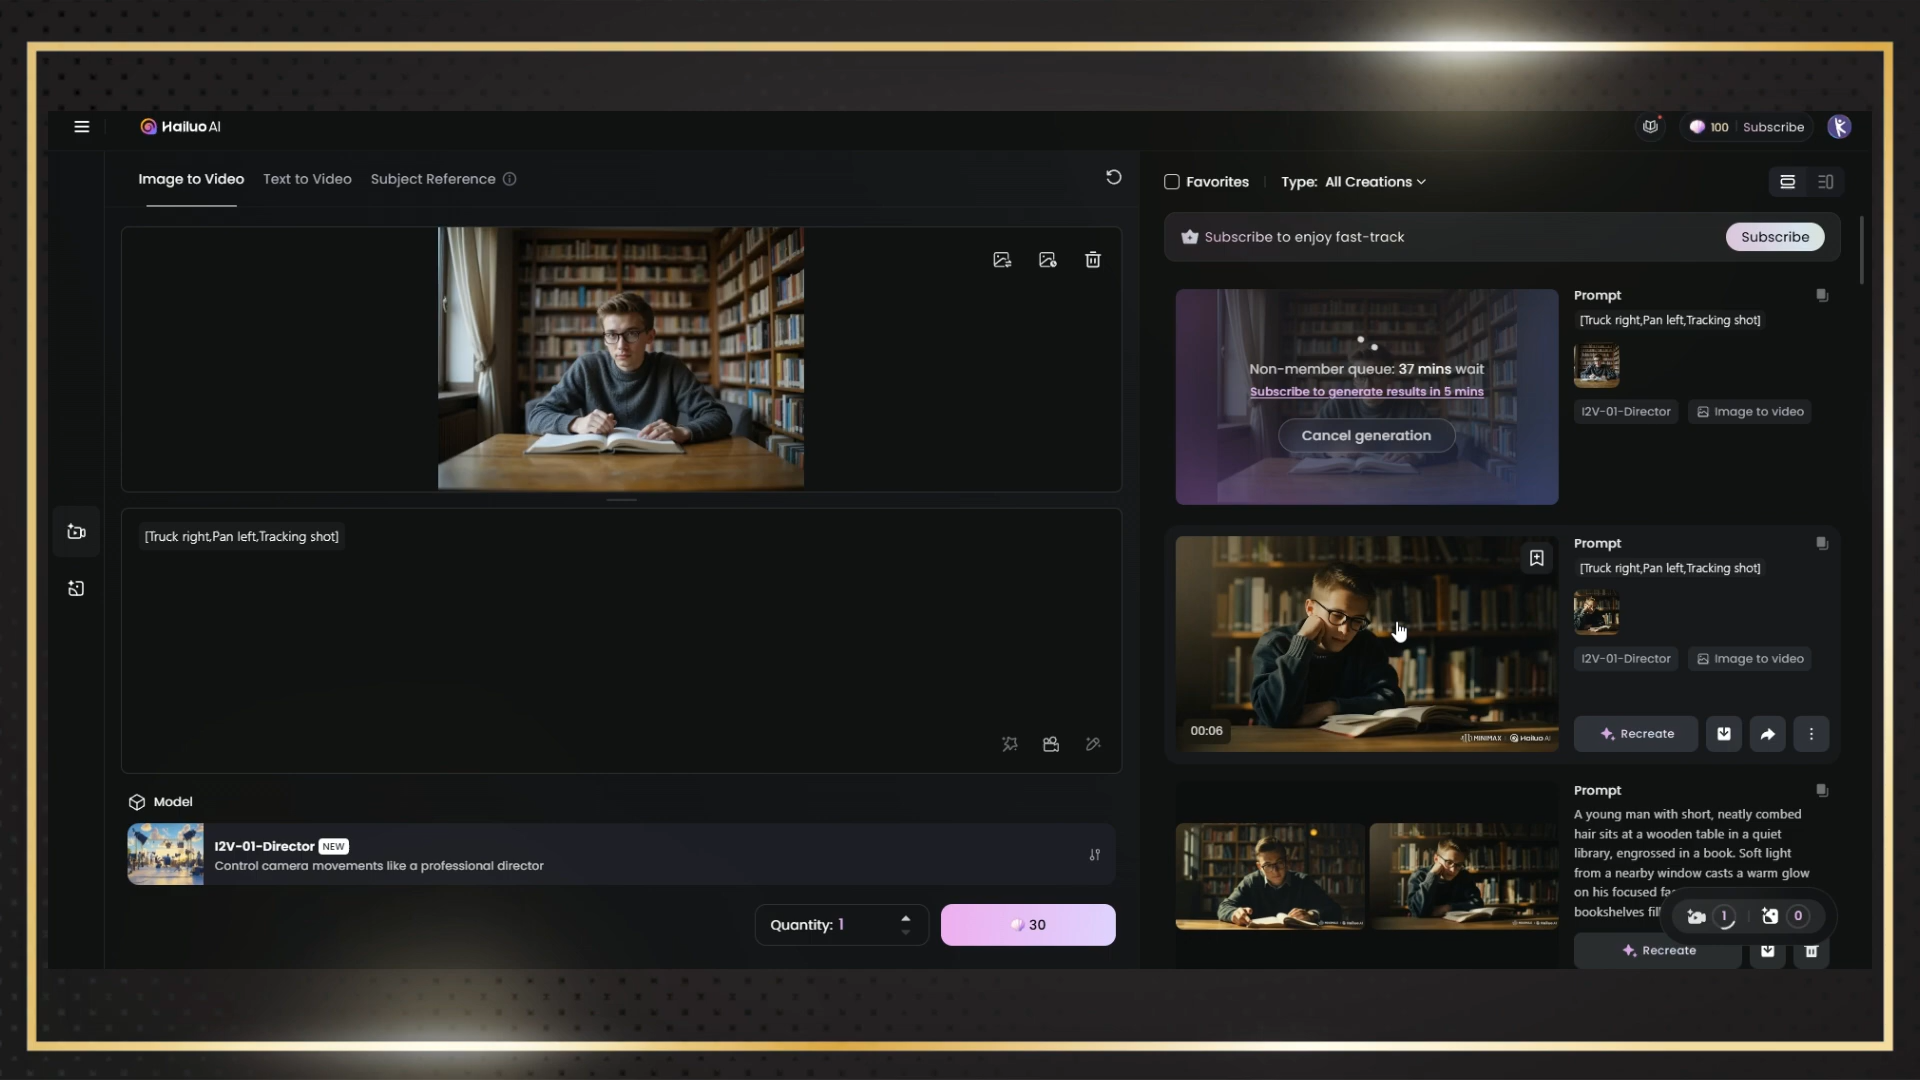 Hailuo AI
100
Subscribe
Image to Video
Text to Video
Subject Reference
Favorites
Type: All Creations
Subscribe to enjoy fast-track
Subscribe
Non-member queue: 37 mins wait
Subscribe to generate results in 5 mins
Cancel generation
Prompt
[Truck right,Pan left,Tracking shot]
I2V-01-Director
Image to video
[Truck right,Pan left,Tracking shot]
00:06
MINIMAX
Hailuo AI
Prompt
[Truck right,Pan left,Tracking shot]
I2V-01-Director
Image to video
Recreate
Model
I2V-01-Director NEW
Control camera movements like a professional director
Quantity: 1
30
Prompt
A young man with short, neatly combed
hair sits at a wooden table in a quiet
library, engrossed in a book. Soft light
from a nearby window casts a warm glow
on his focused
bookshelves
1
0
Recreate